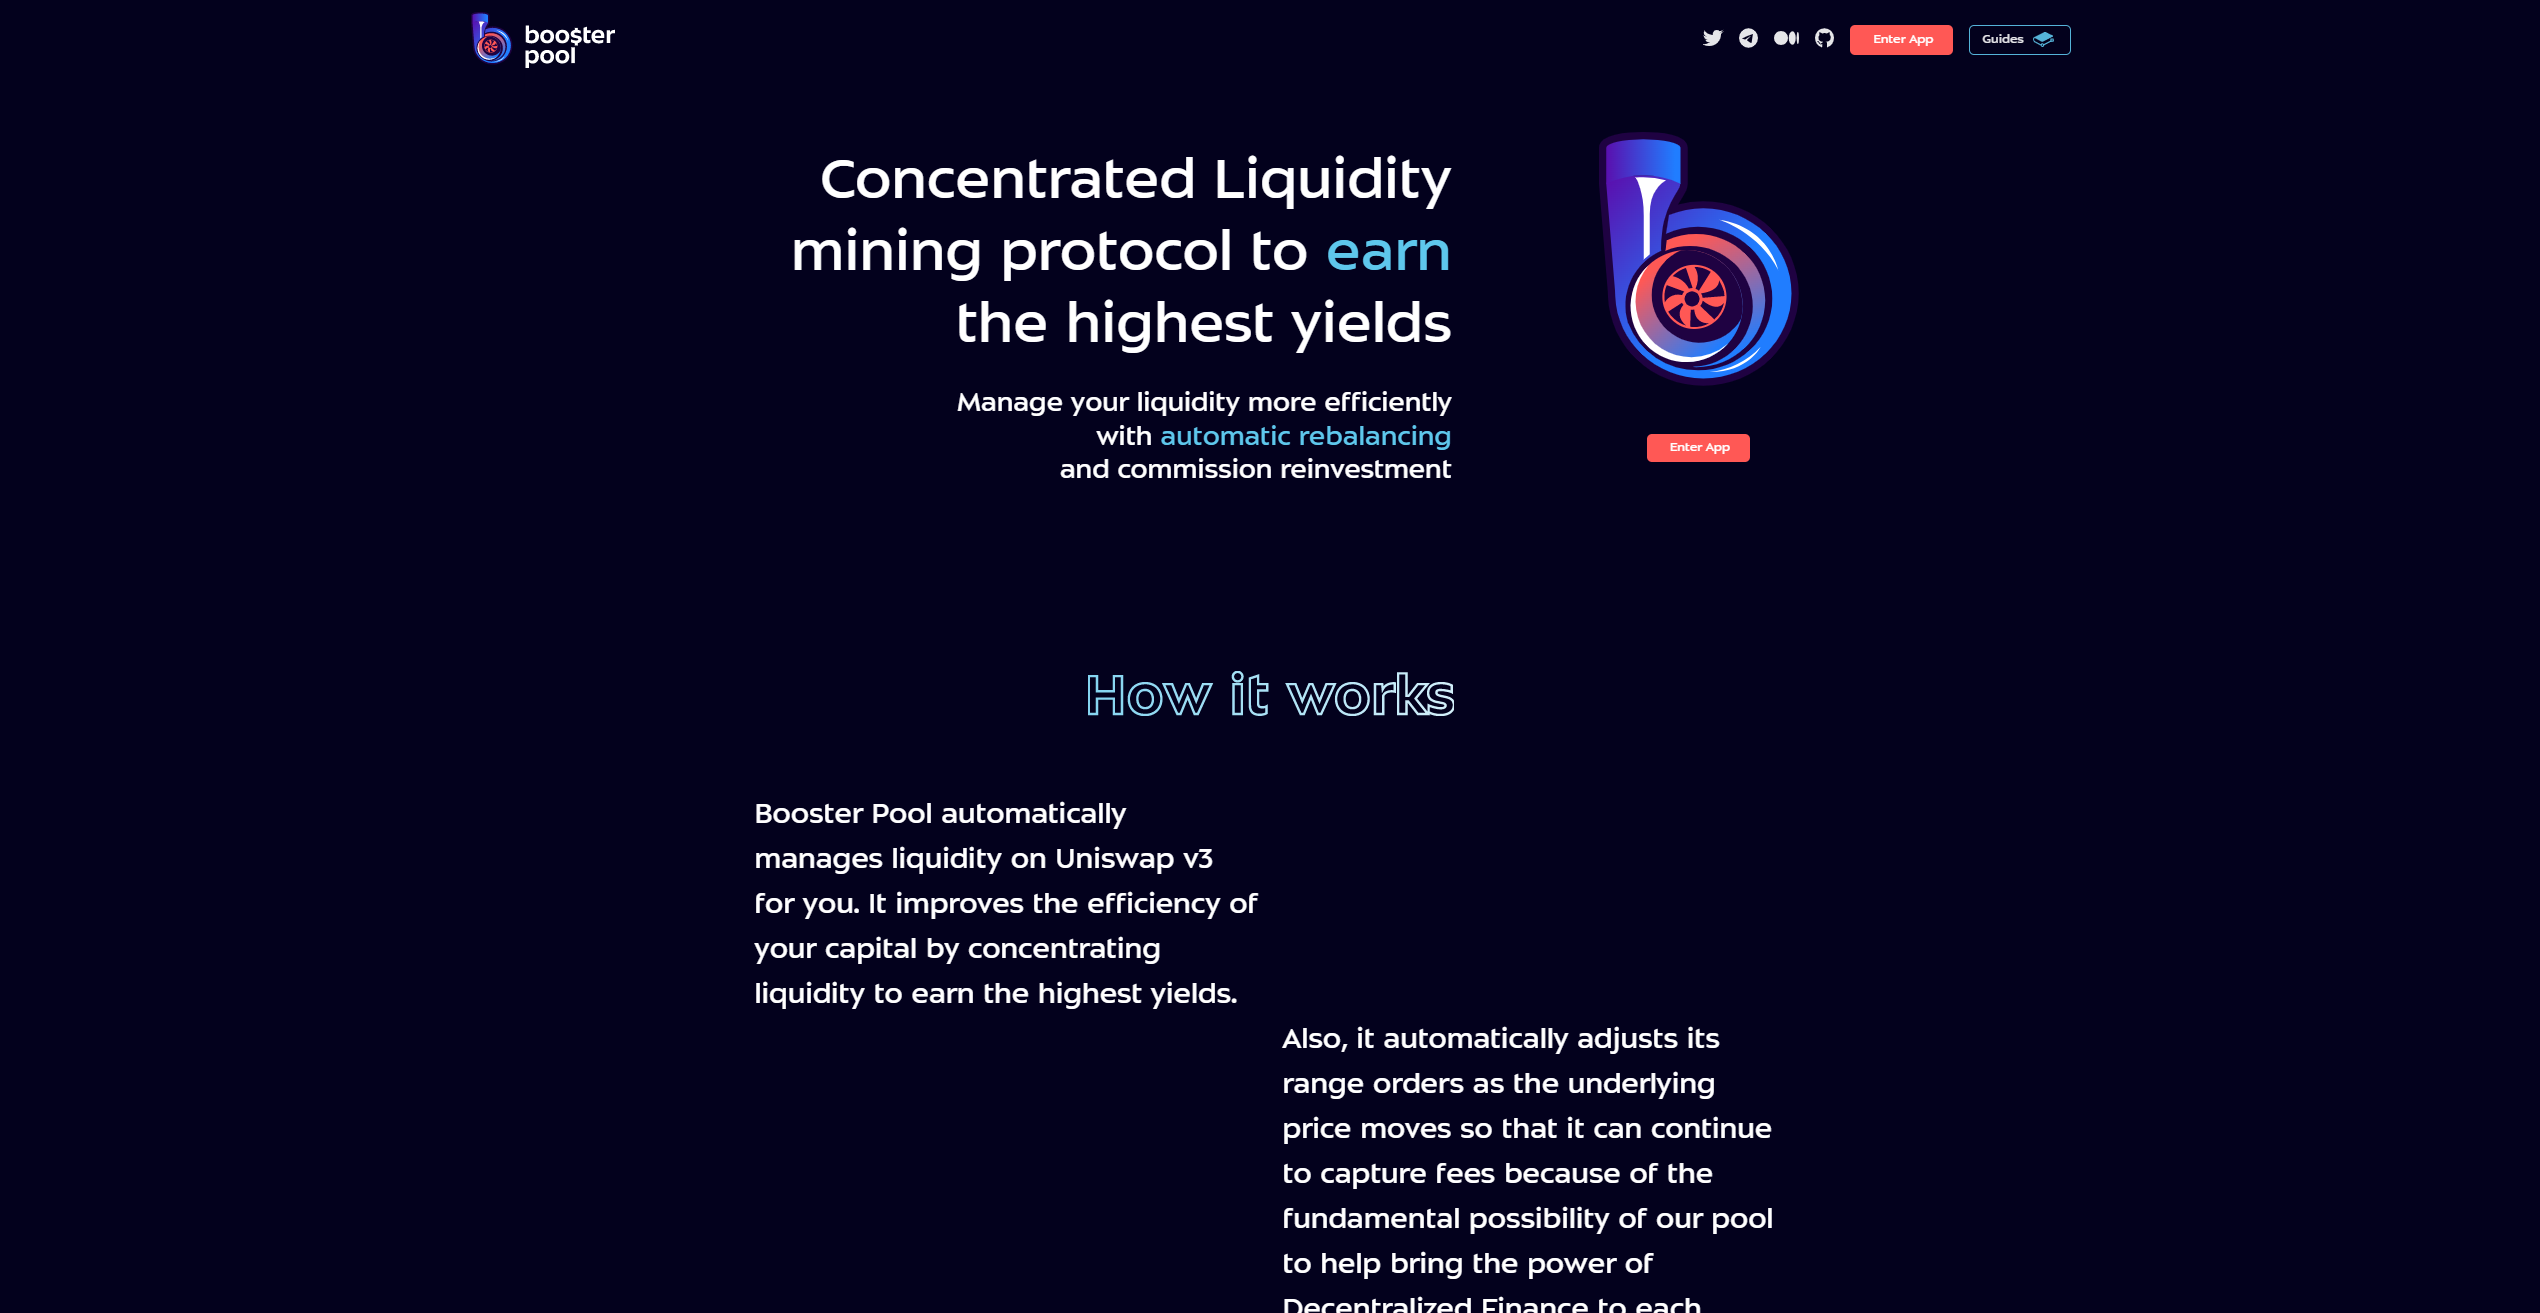 booster
pool
Enter App
Guides
Concentrated Liquidity
mining protocol to earn
the highest yields
Manage your liquidity more efficiently
with automatic rebalancing
and commission reinvestment
Enter App
How it works
Booster Pool automatically
manages liquidity on Uniswap v3
for you. It improves the efficiency of
your capital by concentrating
liquidity to earn the highest yields.
Also, it automatically adjusts its
range orders as the underlying
price moves so that it can continue
to capture fees because of the
fundamental possibility of our pool
to help bring the power of
Decentralized Finance to each